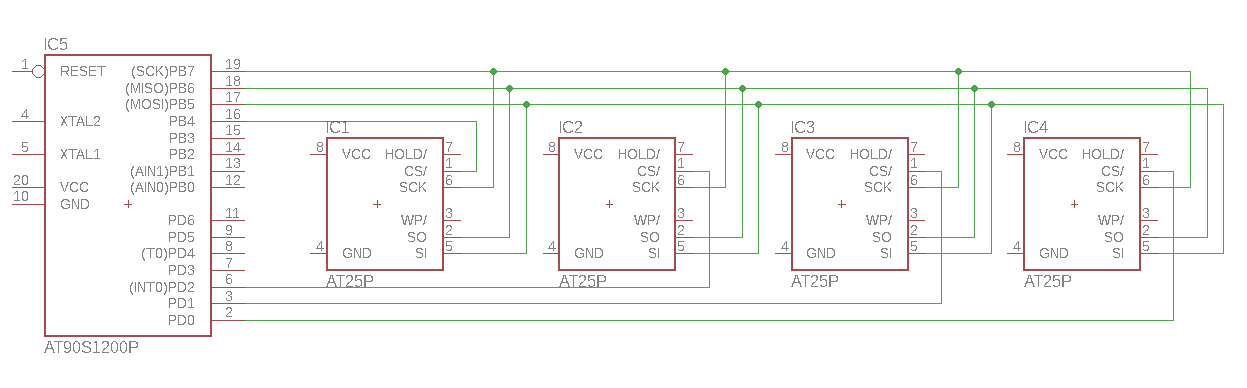 IC5
1 RESET (SCK)PB7 19
(MISO)PB6 18
(MOSI)PB5 17
4 XTAL2 PB4 16
PB3 15
5 XTAL1 PB2 14
(AIN1)PB1 13
20 VCC (AIN0)PB0 12
10 GND
PD6 11
PD5 9
(T0)PD4 8
PD3 7
(INT0)PD2 6
PD1 3
PD0 2
AT90S1200P
IC1
8 VCC HOLD/ 7
CS/ 1
SCK 6
WP/ 3
SO 2
4 GND SI 5
AT25P
IC2
8 VCC HOLD/ 7
CS/ 1
SCK 6
WP/ 3
SO 2
4 GND SI 5
AT25P
IC3
8 VCC HOLD/ 7
CS/ 1
SCK 6
WP/ 3
SO 2
4 GND SI 5
AT25P
IC4
8 VCC HOLD/ 7
CS/ 1
SCK 6
WP/ 3
SO 2
4 GND SI 5
AT25P